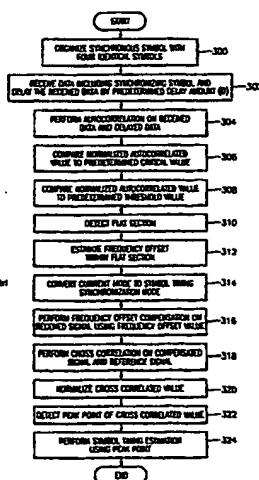 START
ORGANIZE SYNCHRONOUS SYMBOL WITH
FOUR IDENTICAL SYMBOLS
300
RECEIVE DATA INCLUDING SYNCHRONIZING SYMBOL AND
DELAY THE RECEIVED DATA BY PREDETERMINED DELAY AMOUNT (D)
302
PERFORM AUTOCORRELATION ON RECEIVED
DATA AND DELAYED DATA
304
COMPARE NORMALIZED AUTOCORRELATED
VALUE TO PREDETERMINED CRITICAL VALUE
306
COMPARE NORMALIZED AUTOCORRELATED VALUE
TO PREDETERMINED THRESHOLD VALUE
308
DETECT FLAT SECTION
310
ESTIMATE FREQUENCY OFFSET
WITHIN FLAT SECTION
312
CONVERT CURRENT MODE TO SYMBOL TIMING
SYNCHRONIZATION MODE
314
PERFORM FREQUENCY OFFSET COMPENSATION ON
RECEIVED SIGNAL USING FREQUENCY OFFSET VALUE
316
PERFORM CROSS CORRELATION ON COMPENSATED
SIGNAL AND REFERENCE SIGNAL
318
NORMALIZE CROSS CORRELATED VALUE
320
DETECT PEAK POINT OF CROSS CORRELATED VALUE
322
PERFORM SYMBOL TIMING ESTIMATION
USING PEAK POINT
324
END